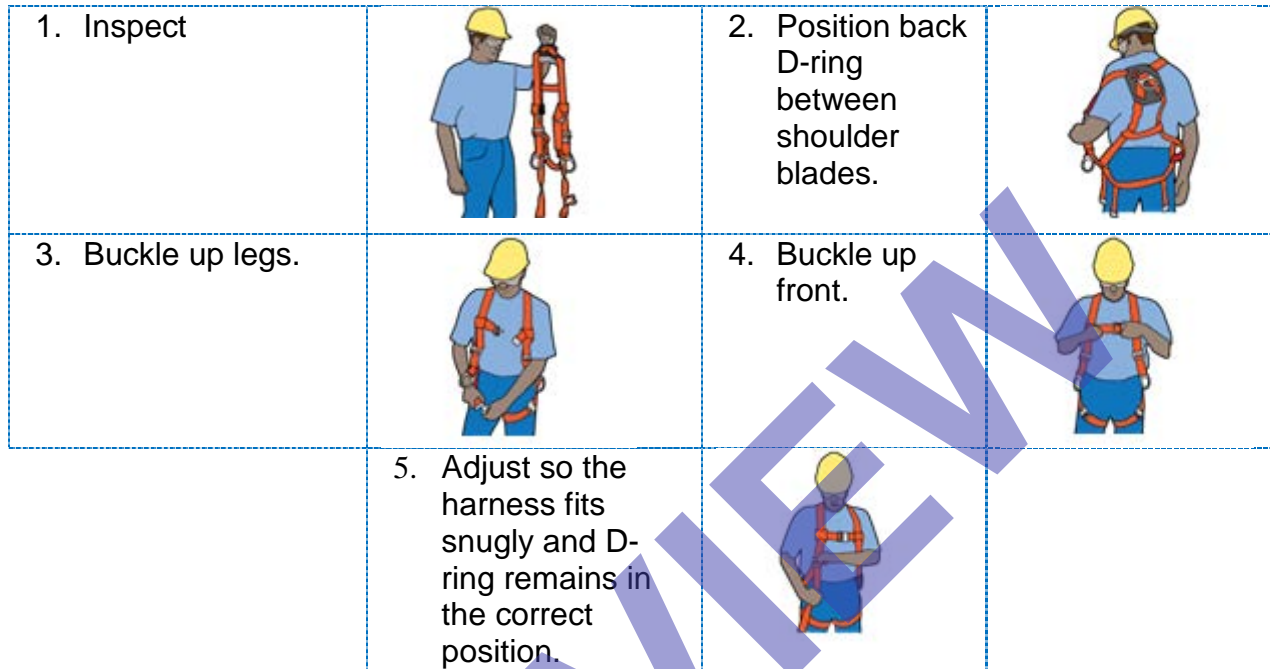 1. Inspect
2. Position back
D-ring
between
shoulder
blades.
3. Buckle up legs.
4. Buckle up
front.
5. Adjust so the
harness fits
snugly and D-
ring remains in
the correct
position.
VIEW